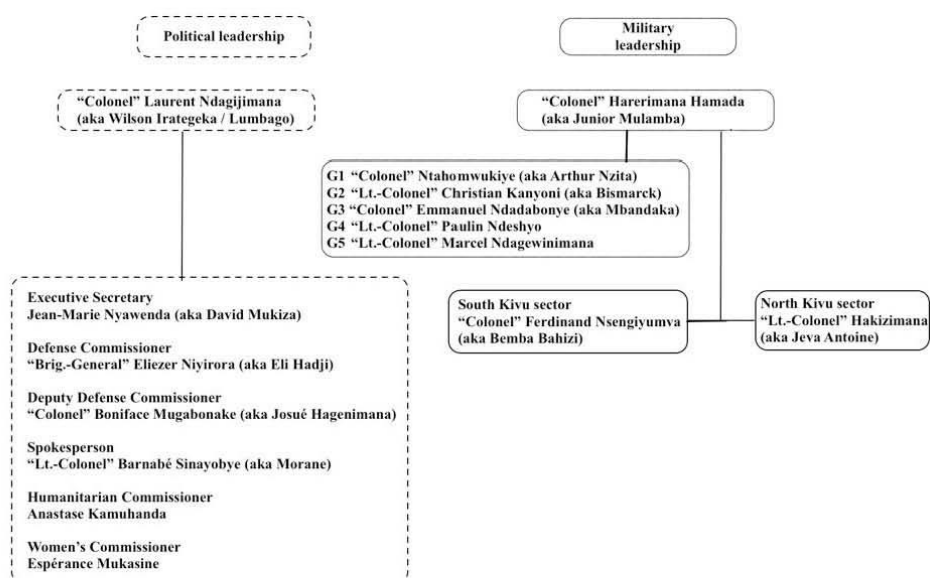 Political leadership
Military
leadership
“Colonel” Laurent Ndagijimana
(aka Wilson Irategeka / Lumbago)
“Colonel” Harerimana Hamada
(aka Junior Mulamba)
G1 “Colonel” Ntahomwukiye (aka Arthur Nzita)
G2 “Lt.-Colonel” Christian Kanyoni (aka Bismarck)
G3 “Colonel” Emmanuel Ndadabonye (aka Mbandaka)
G4 “Lt.-Colonel” Paulin Ndeshyo
G5 “Lt.-Colonel” Marcel Ndagewinimana
Executive Secretary
Jean-Marie Nyawenda (aka David Mukiza)
Defense Commissioner
“Brig.-General” Eliezer Niyirora (aka Eli Hadji)
Deputy Defense Commissioner
“Colonel” Boniface Mugabonake (aka Josué Hagenimana)
Spokesperson
“Lt.-Colonel” Barnabé Sinayobye (aka Morane)
Humanitarian Commissioner
Anastase Kamuhanda
Women’s Commissioner
Espérance Mukasine
South Kivu sector
“Colonel” Ferdinand Nsengiyumva
(aka Bemba Bahizi)
North Kivu sector
“Lt.-Colonel” Hakizimana
(aka Jeva Antoine)